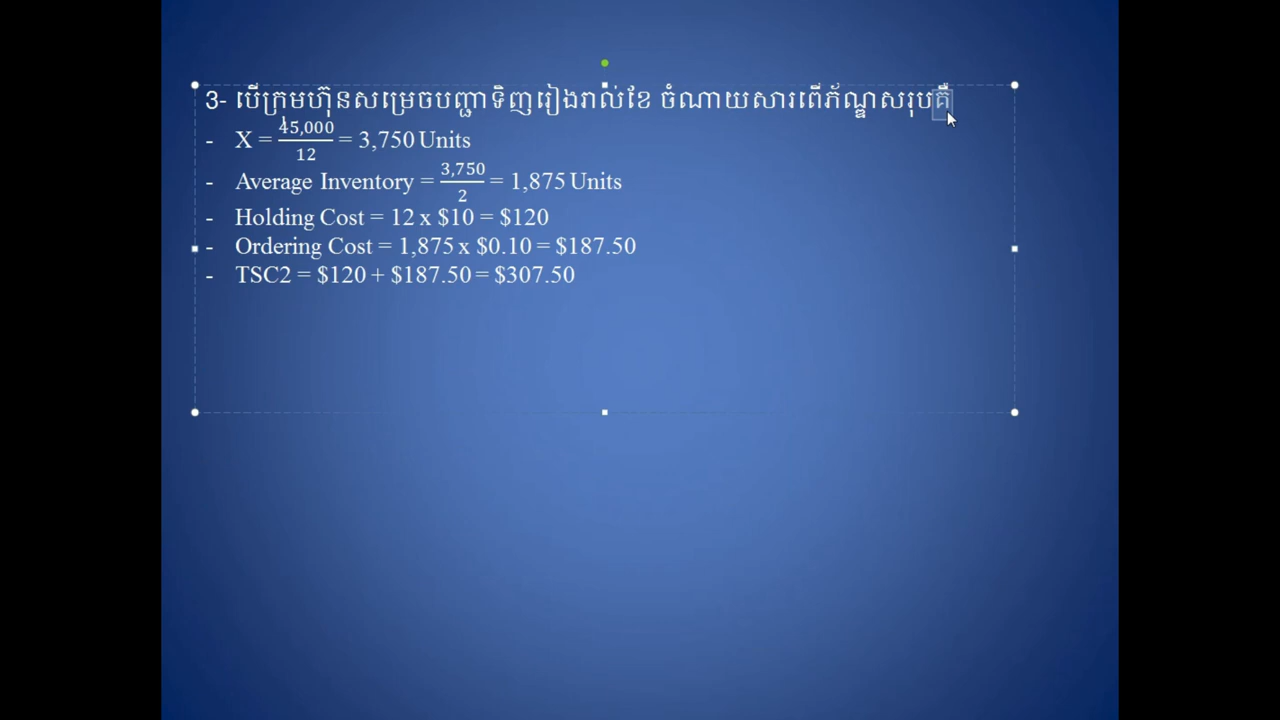 3- បើក្រុមហ៊ុនសម្រេចបញ្ជាទិញរៀងរាល់ខែ ចំណាយសារពើភ័ណ្ឌសរុបគឺ
- X = 45,000/12 = 3,750 Units
- Average Inventory = 3,750/2 = 1,875 Units
- Holding Cost = 12 x $10 = $120
- Ordering Cost = 1,875 x $0.10 = $187.50
- TSC2 = $120 + $187.50 = $307.50